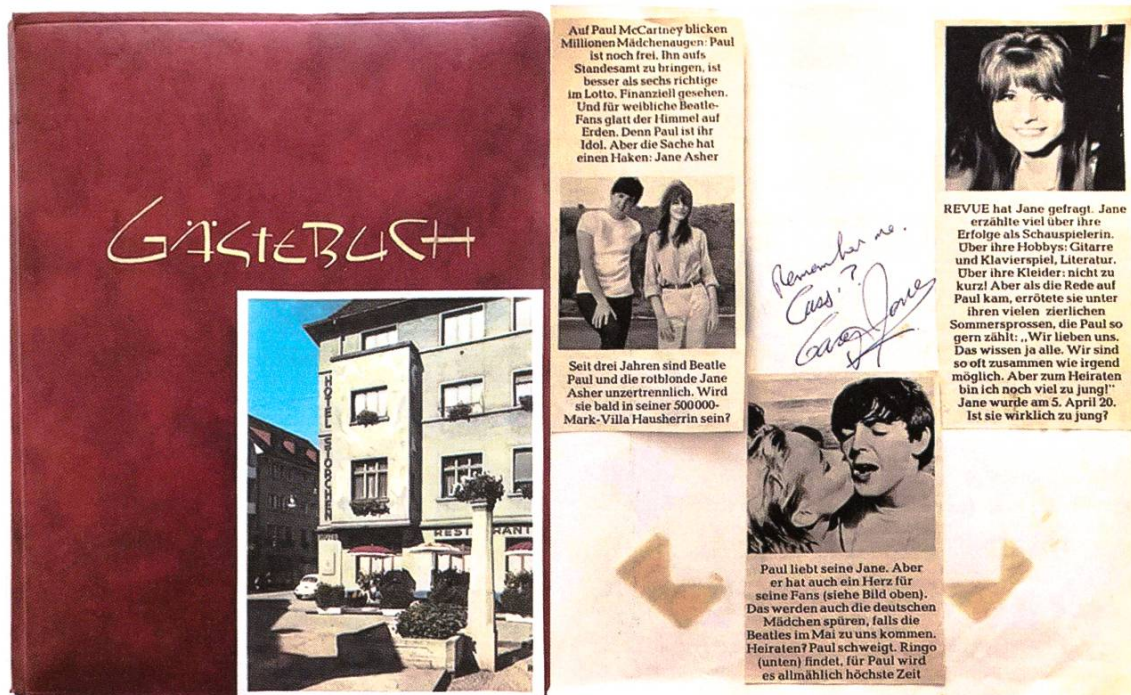 GÄSTEBUCH
HOTEL STORCHEN
RESTAURANT
Auf Paul McCartney blicken
Millionen Mädchenaugen: Paul
ist noch frei. Ihn aufs
Standesamt zu bringen, ist
besser als sechs richtige
im Lotto. Finanziell gesehen.
Und für weibliche Beatle-
Fans glatt der Himmel auf
Erden. Denn Paul ist ihr
Idol. Aber die Sache hat
einen Haken: Jane Asher
Seit drei Jahren sind Beatle
Paul und die rotblonde Jane
Asher unzertrennlich. Wird
sie bald in seiner 500000-
Mark-Villa Hausherrin sein?
Remember me.
Cass.?
Jones
Paul liebt seine Jane. Aber
er hat auch ein Herz für
seine Fans (siehe Bild oben).
Das werden auch die deutschen
Mädchen spüren, falls die
Beatles im Mai zu uns kommen.
Heiraten? Paul schweigt. Ringo
(unten) findet, für Paul wird
es allmählich höchste Zeit
REVUE hat Jane gefragt. Jane
erzählte viel über ihre
Erfolge als Schauspielerin.
Über ihre Hobbys: Gitarre
und Klavierspiel, Literatur.
Über ihre Kleider: nicht zu
kurz! Aber als die Rede auf
Paul kam, errötete sie unter
ihren vielen zierlichen
Sommersprossen, die Paul so
gern zählt: „Wir lieben uns.
Das wissen ja alle. Wir sind
so oft zusammen wie irgend
möglich. Aber zum Heiraten
bin ich noch viel zu jung!"
Jane wurde am 5. April 20.
Ist sie wirklich zu jung?